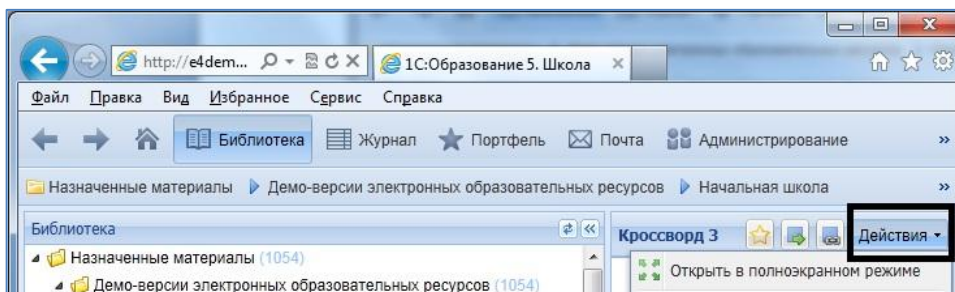 http://e4dem... 1С:Образование 5. Школа
Файл Правка Вид Избранное Сервис Справка
Библиотека Журнал Портфель Почта Администрирование »
Назначенные материалы Демо-версии электронных образовательных ресурсов Начальная школа »
Библиотека
Кроссворд 3 Действия
Назначенные материалы (1054)
Открыть в полноэкранном режиме
Демо-версии электронных образовательных ресурсов (1054)